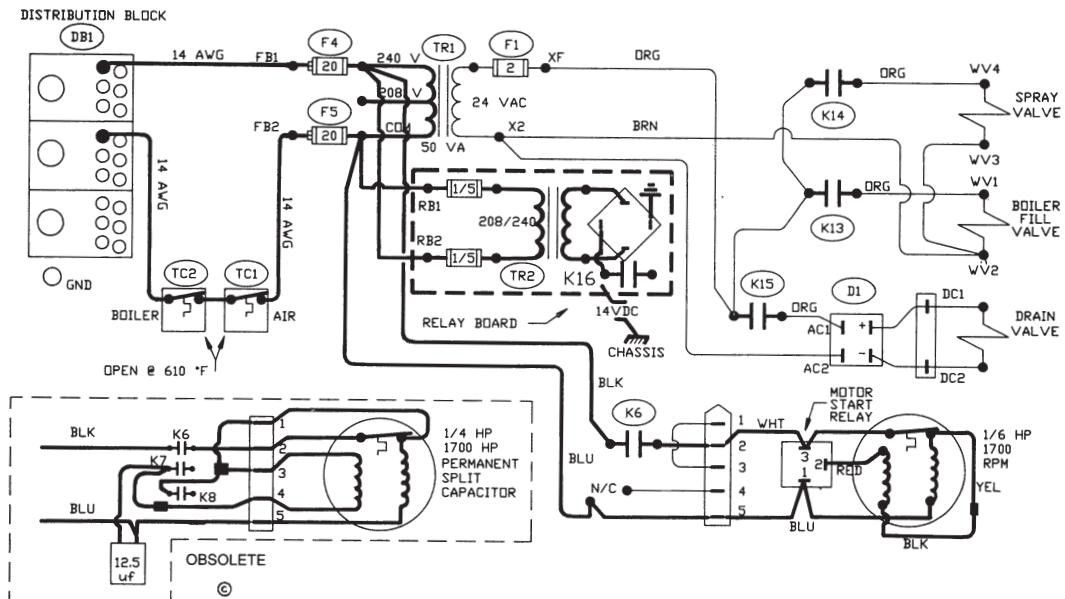 DISTRIBUTION BLOCK
DB1
14 AWG
FB1
F4
20
240 V
TR1
F1
2
XF
ORG
208 V
24 VAC
FB2
F5
20
COM
50 VA
X2
BRN
14 AWG
14 AWG
GND
TC2
TC1
BOILER
AIR
OPEN @ 610 °F
RB1
1/5
208/240
RB2
1/5
TR2
K16
RELAY BOARD
14VDC
CHASSIS
K14
ORG
WV4
SPRAY
VALVE
WV3
K13
ORG
WV1
BOILER
FILL
VALVE
WV2
K15
ORG
D1
AC1
+
AC2
-
DC1
DC2
DRAIN
VALVE
BLK
K6
BLU
N/C
1
2
3
4
5
WHT
MOTOR
START
RELAY
3
2
1
RED
BLU
BLK
YEL
1/6 HP
1700
RPM
BLK
K6
K7
K8
BLU
12.5
uf
1
2
3
4
5
1/4 HP
1700 HP
PERMANENT
SPLIT
CAPACITOR
OBSOLETE
©